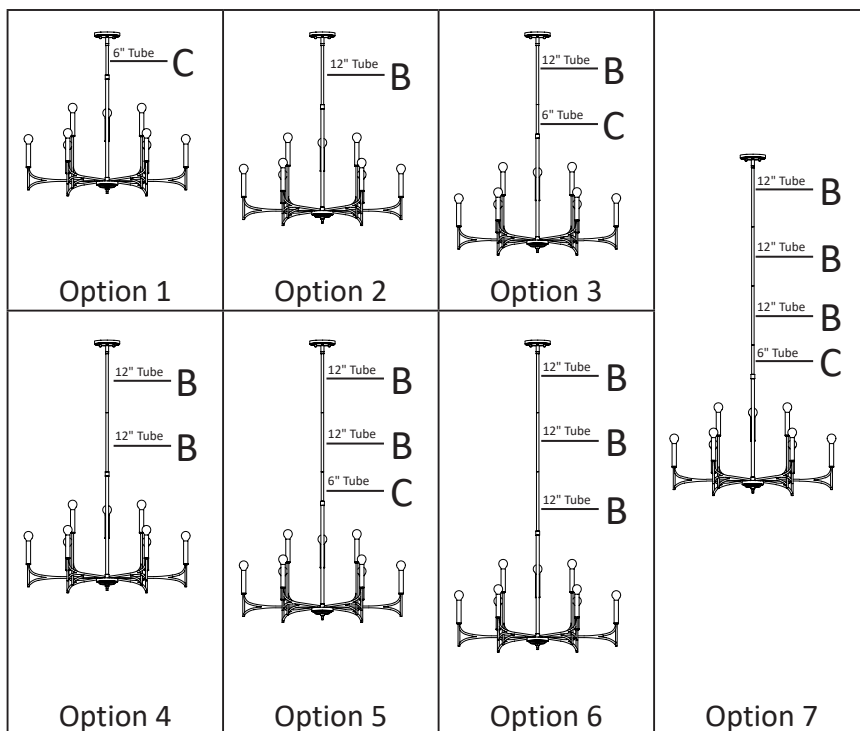 6" Tube C
Option 1
12" Tube B
Option 2
12" Tube B
6" Tube C
Option 3
12" Tube B
12" Tube B
Option 4
12" Tube B
12" Tube B
6" Tube C
Option 5
12" Tube B
12" Tube B
12" Tube B
Option 6
12" Tube B
12" Tube B
12" Tube B
6" Tube C
Option 7